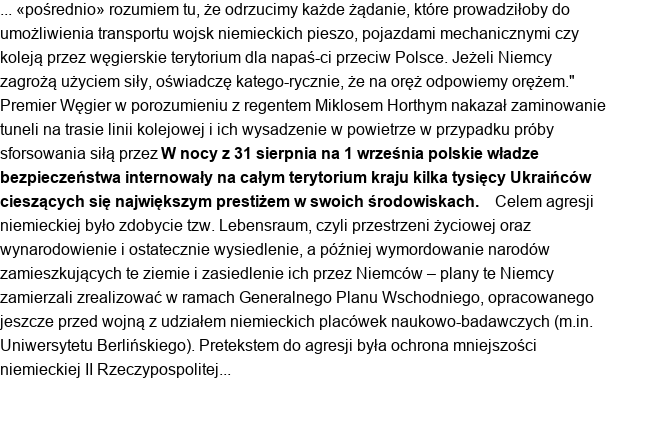 ... «pośrednio» rozumiem tu, że odrzucimy każde żądanie, które prowadziłoby do
umożliwienia transportu wojsk niemieckich pieszo, pojazdami mechanicznymi czy
koleją przez węgierskie terytorium dla napaś-ci przeciw Polsce. Jeżeli Niemcy
zagrożą użyciem siły, oświadczę katego-rycznie, że na oręż odpowiemy orężem."
Premier Węgier w porozumieniu z regentem Miklosem Horthym nakazał zaminowanie
tuneli na trasie linii kolejowej i ich wysadzenie w powietrze w przypadku próby
sforsowania siłą przez W nocy z 31 sierpnia na 1 września polskie władze
bezpieczeństwa internowały na całym terytorium kraju kilka tysięcy Ukraińców
cieszących się największym prestiżem w swoich środowiskach. Celem agresji
niemieckiej było zdobycie tzw. Lebensraum, czyli przestrzeni życiowej oraz
wynarodowienie i ostatecznie wysiedlenie, a później wymordowanie narodów
zamieszkujących te ziemie i zasiedlenie ich przez Niemców – plany te Niemcy
zamierzali zrealizować w ramach Generalnego Planu Wschodniego, opracowanego
jeszcze przed wojną z udziałem niemieckich placówek naukowo-badawczych (m.in.
Uniwersytetu Berlińskiego). Pretekstem do agresji była ochrona mniejszości
niemieckiej II Rzeczypospolitej...